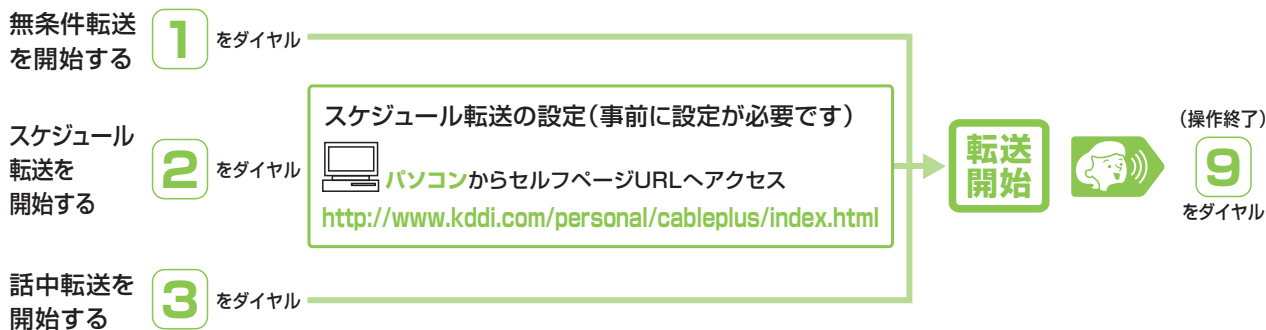 無条件転送
を開始する
1
をダイヤル
スケジュール
転送を
開始する
2
をダイヤル
スケジュール転送の設定(事前に設定が必要です)
パソコンからセルフページURLへアクセス
http://www.kddi.com/personal/cableplus/index.html
話中転送を
開始する
3
をダイヤル
転送
開始
(操作終了)
9
をダイヤル